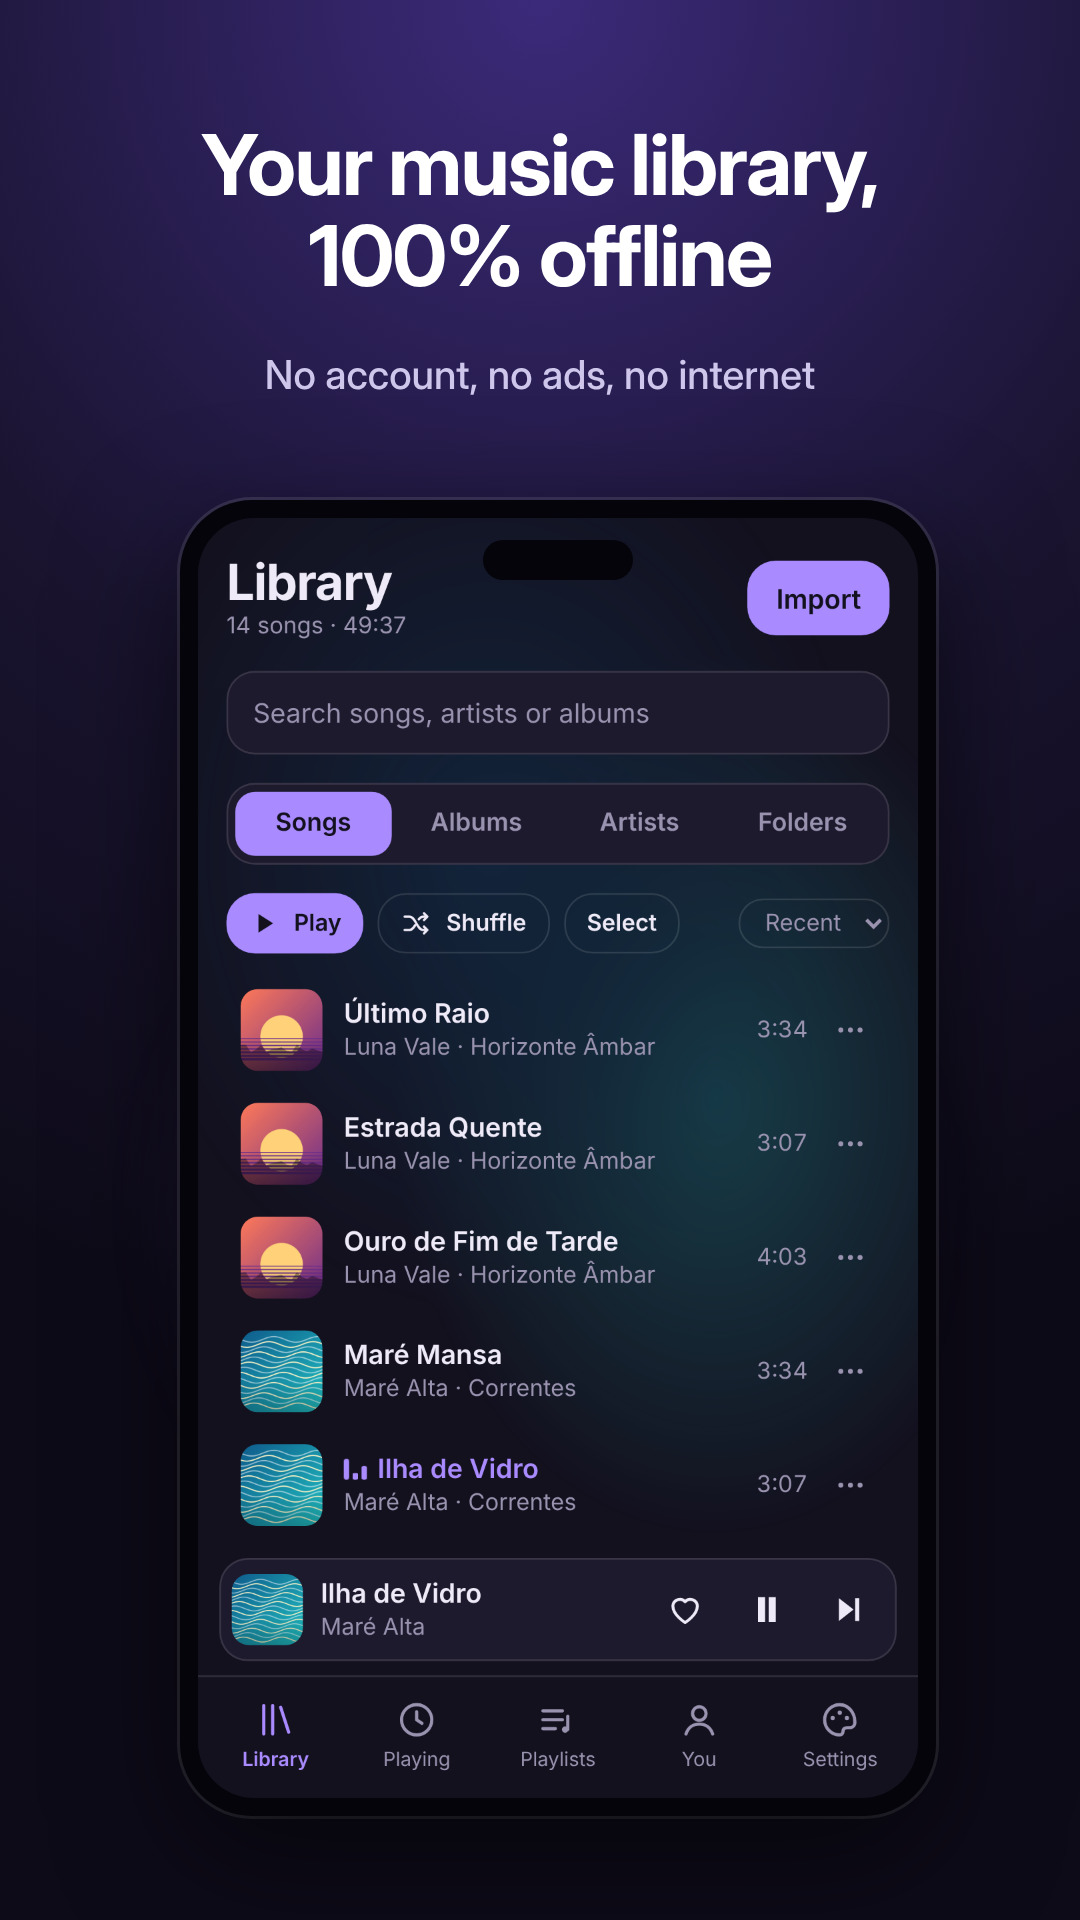 Your music library,
100% offline
No account, no ads, no internet
Library
14 songs · 49:37
Import
Search songs, artists or albums
Songs Albums Artists Folders
Play Shuffle Select Recent
Último Raio
Luna Vale · Horizonte Âmbar
3:34
Estrada Quente
Luna Vale · Horizonte Âmbar
3:07
Ouro de Fim de Tarde
Luna Vale · Horizonte Âmbar
4:03
Maré Mansa
Maré Alta · Correntes
3:34
Ilha de Vidro
Maré Alta · Correntes
3:07
Ilha de Vidro
Maré Alta
Library Playing Playlists You Settings